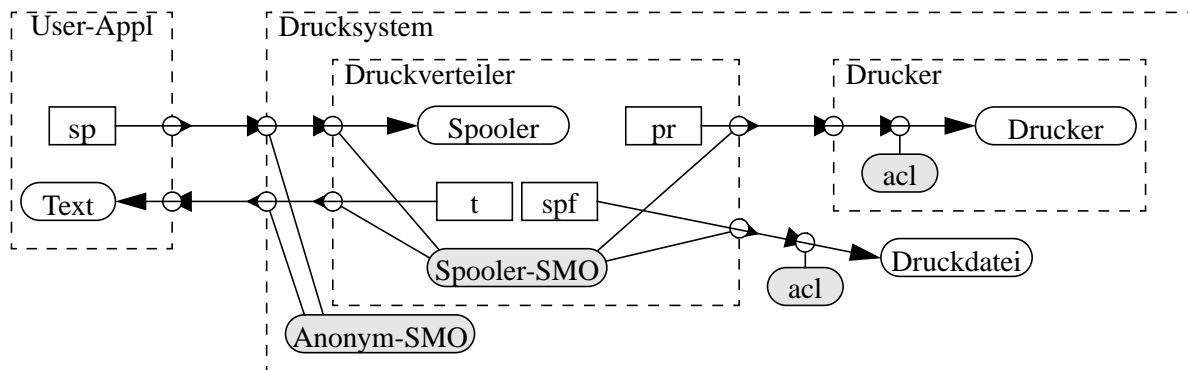 User-Appl
Drucksystem
Druckverteiler
Drucker
sp
Spooler
pr
Drucker
acl
Text
t
spf
Spooler-SMO
Druckdatei
acl
Anonym-SMO